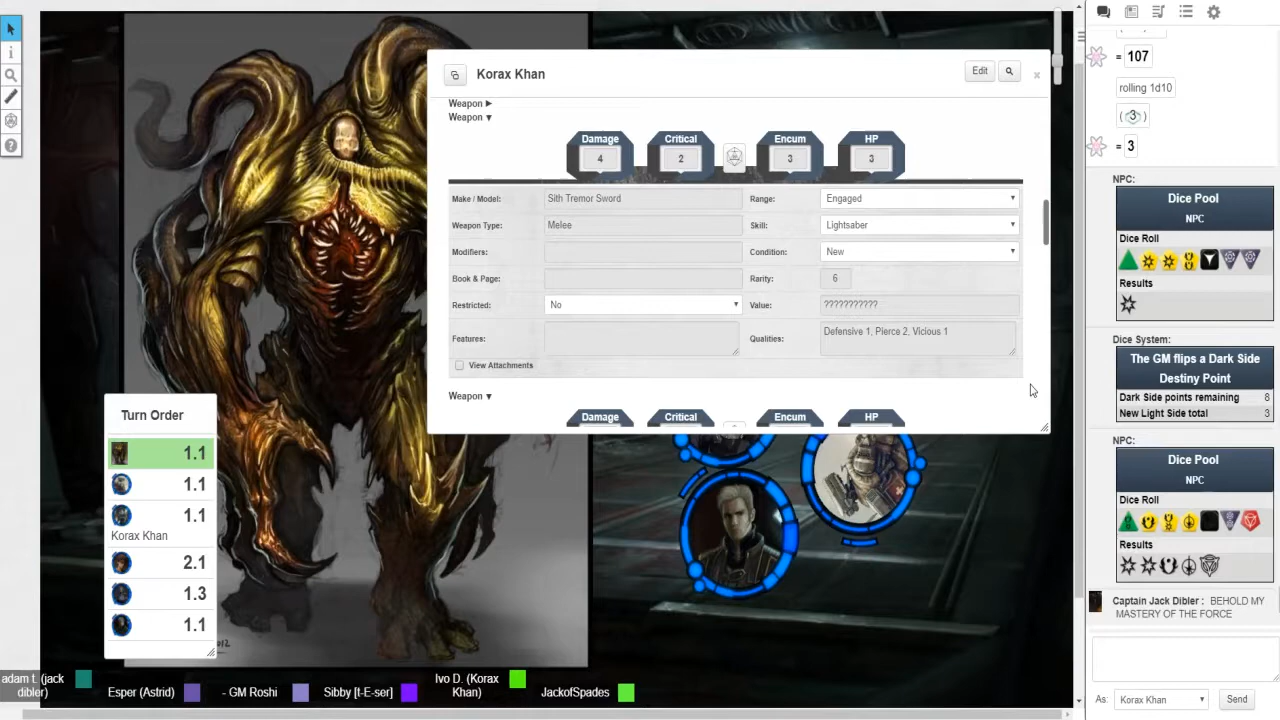 Korax Khan
Edit
Weapon ▶
Weapon ▼
Damage Critical Encum HP
4 2 3 3
Make / Model: Sith Tremor Sword Range: Engaged
Weapon Type: Melee Skill: Lightsaber
Modifiers: Condition: New
Book & Page: Rarity: 6
Restricted: No Value: ???????????
Features: Qualities: Defensive 1, Pierce 2, Vicious 1
View Attachments
Weapon ▼
Damage Critical Encum HP
Turn Order
1.1
1.1
1.1
Korax Khan
2.1
1.3
1.1
adam t. (jack
dibler)
Esper (Astrid)
- GM Roshi
Sibby [t-E-ser]
Ivo D. (Korax
Khan)
JackofSpades
= 107
rolling 1d10
( 3 )
= 3
NPC:
Dice Pool
NPC
Dice Roll
Results
Dice System:
The GM flips a Dark Side
Destiny Point
Dark Side points remaining 8
New Light Side total 3
NPC:
Dice Pool
NPC
Dice Roll
Results
Captain Jack Dibler: BEHOLD MY
MASTERY OF THE FORCE
As: Korax Khan Send